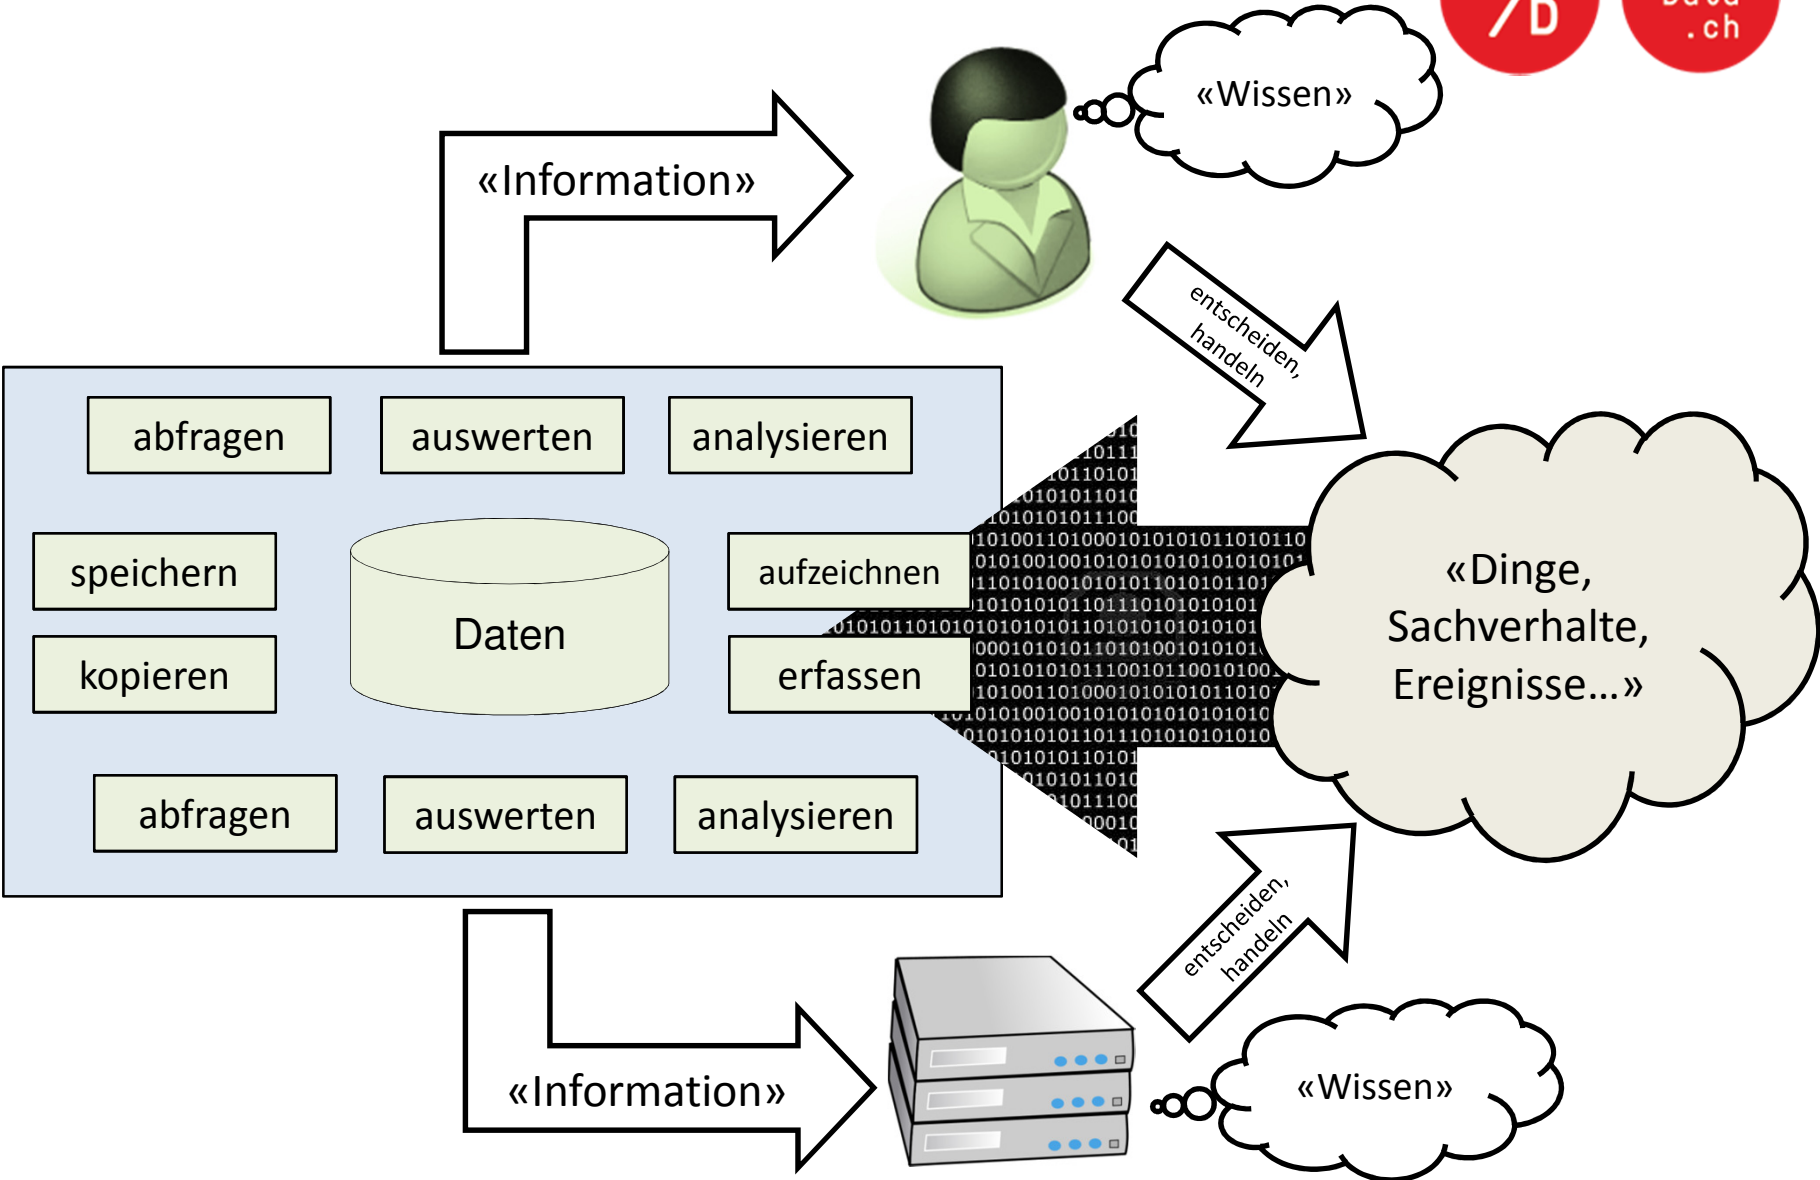 /D
.ch
«Wissen»
«Information»
entscheiden,
handeln
abfragen
auswerten
analysieren
speichern
aufzeichnen
Daten
kopieren
erfassen
«Dinge,
Sachverhalte,
Ereignisse...»
abfragen
auswerten
analysieren
entscheiden,
handeln
«Information»
«Wissen»